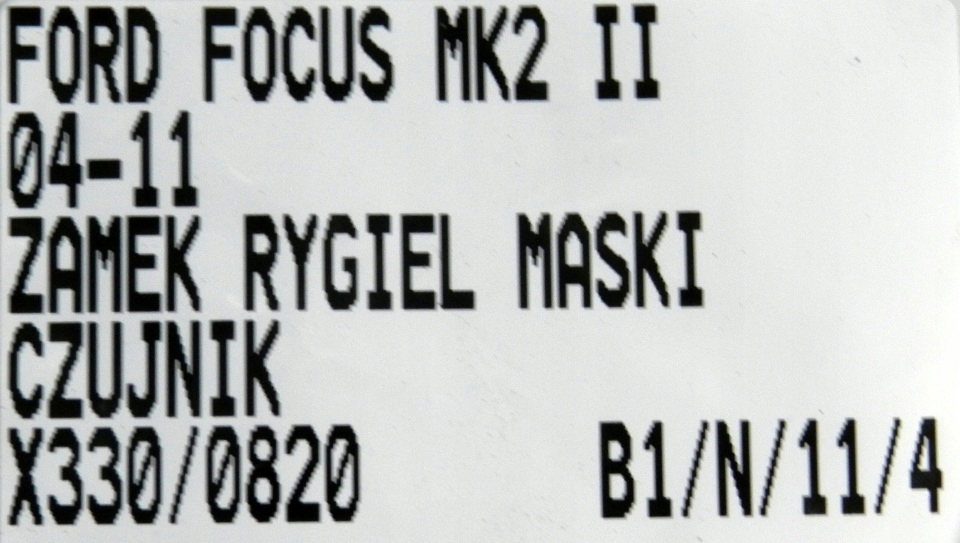 FORD FOCUS MK2 II
04-11
ZAMEK RYGIEL MASKI
CZUJNIK
X330/0820 B1/N/11/4